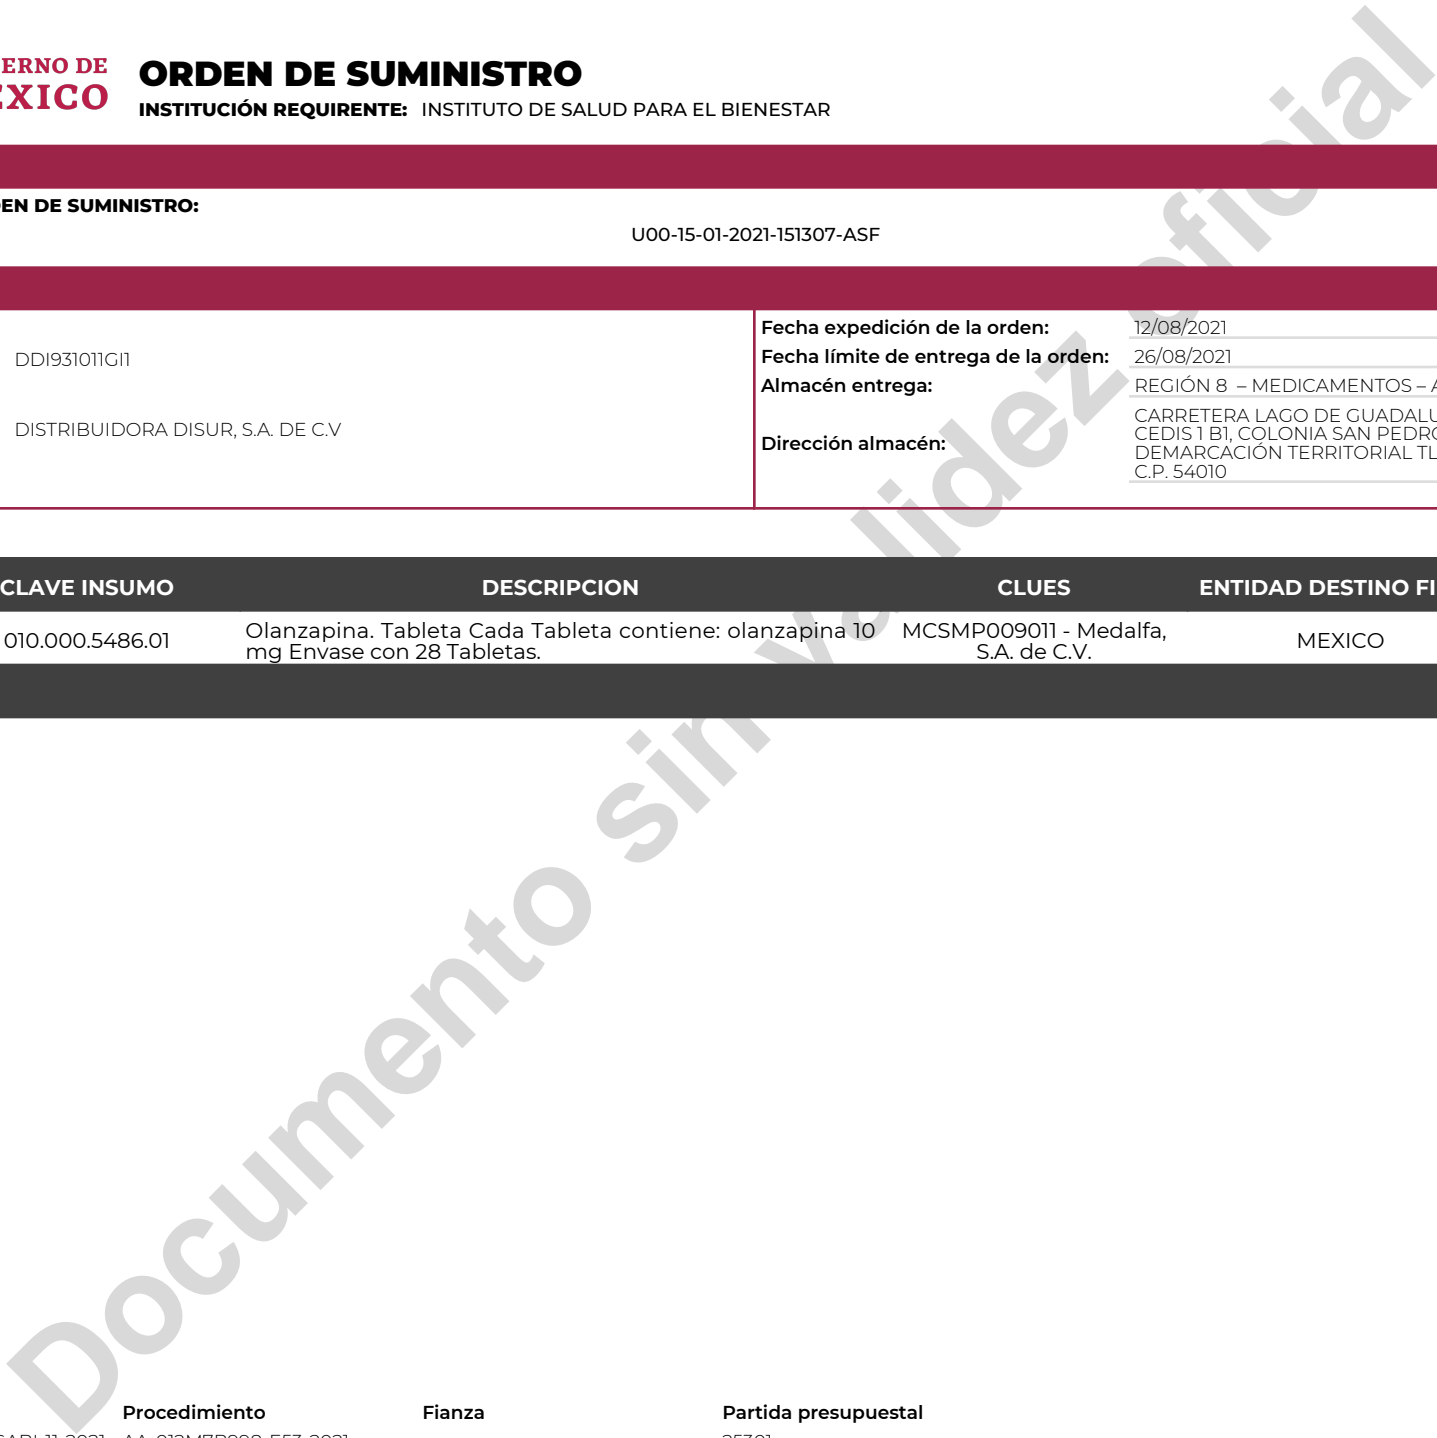 ERNO DE
EXICO
ORDEN DE SUMINISTRO
INSTITUCIÓN REQUIRENTE: INSTITUTO DE SALUD PARA EL BIENESTAR
EN DE SUMINISTRO:
U00-15-01-2021-151307-ASF
DDI931011GI1
DISTRIBUIDORA DISUR, S.A. DE C.V
Fecha expedición de la orden: 12/08/2021
Fecha límite de entrega de la orden: 26/08/2021
Almacén entrega: REGIÓN 8 – MEDICAMENTOS – A
Dirección almacén:
CARRETERA LAGO DE GUADALU
CEDIS 1 B1, COLONIA SAN PEDRO
DEMARCACIÓN TERRITORIAL TL
C.P. 54010
CLAVE INSUMO DESCRIPCION CLUES ENTIDAD DESTINO FI
010.000.5486.01
Olanzapina. Tableta Cada Tableta contiene: olanzapina 10
mg Envase con 28 Tabletas.
MCSMP009011 - Medalfa,
S.A. de C.V.
MEXICO
Documento sin validez oficial
Procedimiento Fianza Partida presupuestal